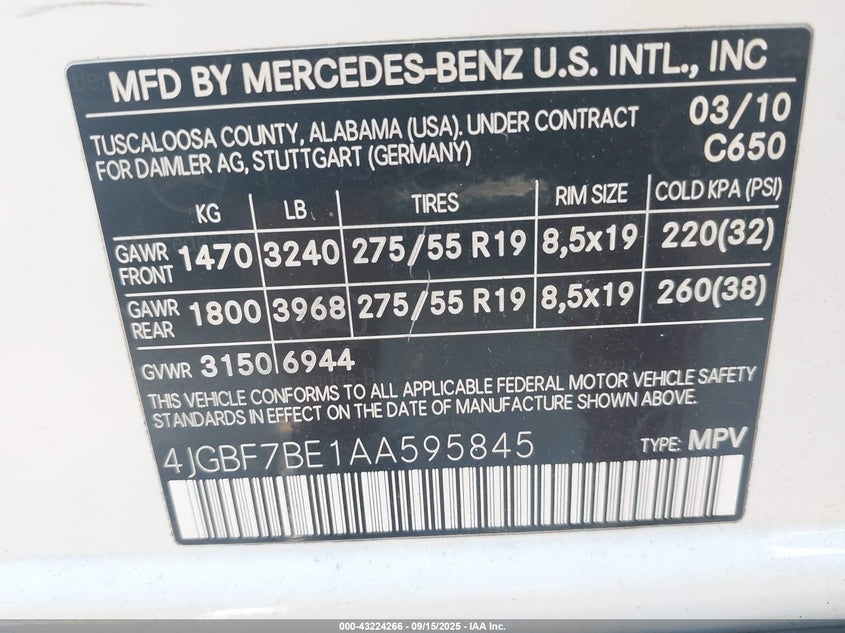 MFD BY MERCEDES-BENZ U.S. INTL., INC
TUSCALOOSA COUNTY, ALABAMA (USA). UNDER CONTRACT 03/10
FOR DAIMLER AG, STUTTGART (GERMANY) C650
KG LB TIRES RIM SIZE COLD KPA (PSI)
GAWR FRONT 1470 3240 275/55 R19 8,5x19 220(32)
GAWR REAR 1800 3968 275/55 R19 8,5x19 260(38)
GVWR 3150 6944
THIS VEHICLE CONFORMS TO ALL APPLICABLE FEDERAL MOTOR VEHICLE SAFETY
STANDARDS IN EFFECT ON THE DATE OF MANUFACTURE SHOWN ABOVE.
4JGBF7BE1AA595845 TYPE: MPV
000-43224266 - 09/15/2025 - IAA Inc.